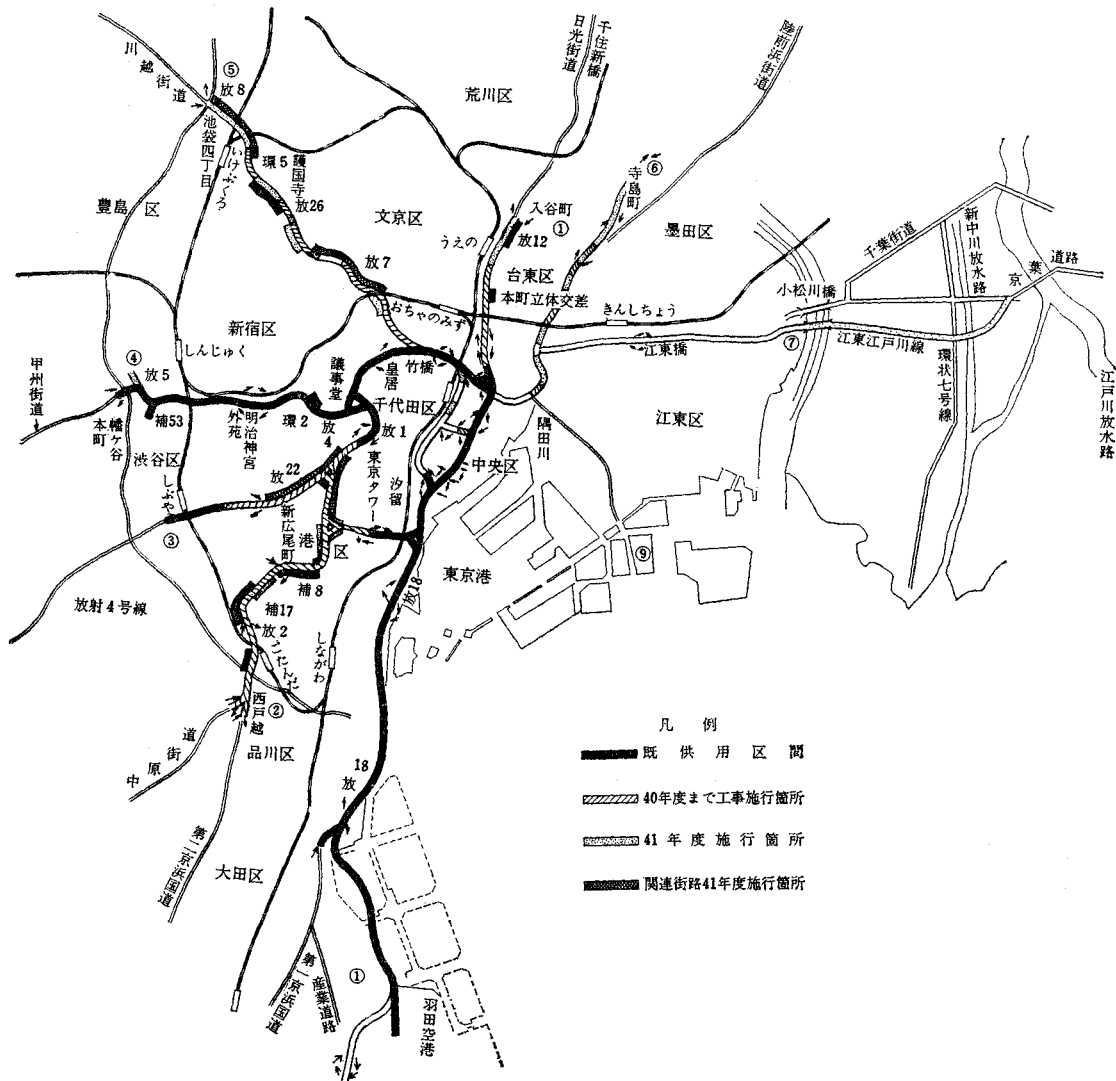 川越街道
⑤
放8
池袋四丁目
いけぶくろ
環5
護国寺
放26
豊島区
文京区
荒川区
日光街道
千住新橋
陸前浜街道
⑥
寺島町
入谷町
①
放12
うえの
台東区
墨田区
本町立体交差
放7
おちゃのみず
きんしちょう
千葉街道
新中川放水路
京葉道路
小松川橋
⑦
江東橋
江東江戸川線
環状七号線
江戸川放水路
新宿区
しんじゅく
④
放5
甲州街道
幡ヶ谷本町
補53
明治神宮外苑
環2
放4
議事堂
皇居
竹橋
千代田区
放1
江東区
隅田川
中央区
渋谷区
しぶや
放22
東京タワー
汐留
新広尾町
港区
③
放射4号線
補8
補17
放2
ごたんだ
しながわ
放18
東京港
⑨
西戸越
②
品川区
中原街道
放18
第二京浜国道
大田区
第一京浜国道
産業道路
①
羽田空港
凡例
既供用区間
40年度まで工事施行箇所
41年度施行箇所
関連街路41年度施行箇所